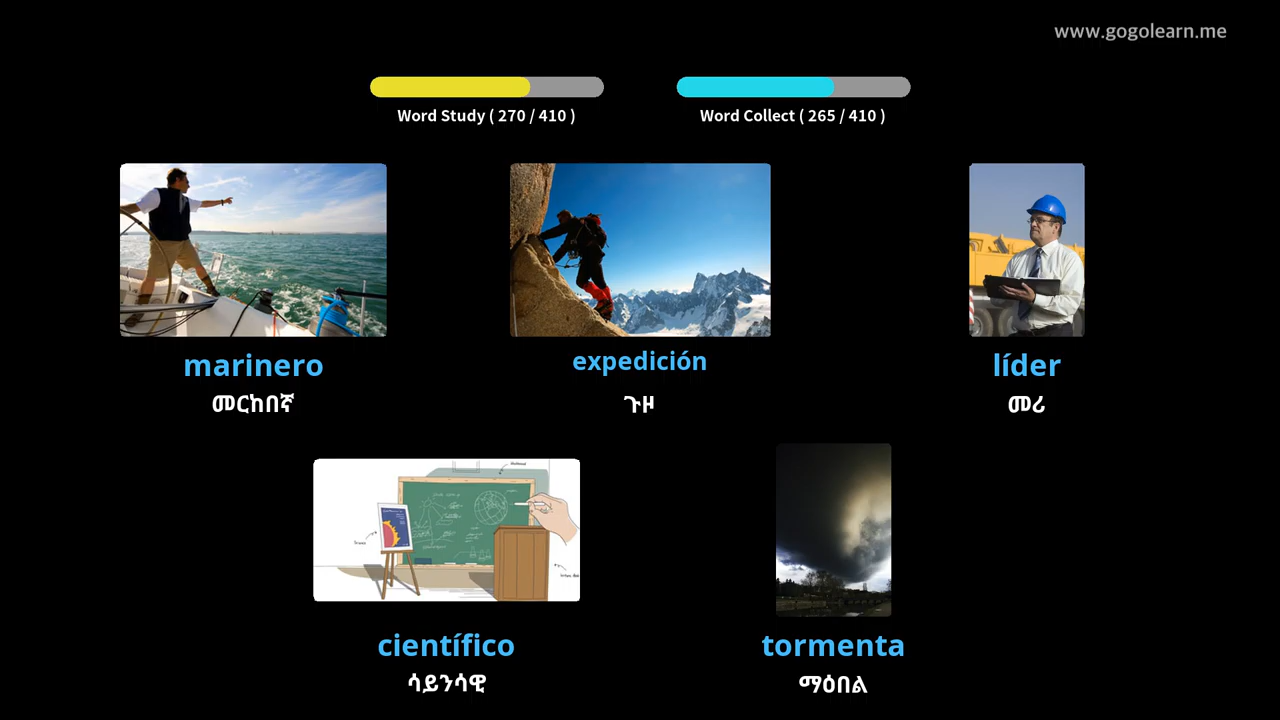 www.gogolearn.me
Word Study ( 270 / 410 )
Word Collect ( 265 / 410 )
marinero
መርከበኛ
expedición
ጉዞ
líder
መሪ
científico
ሳይንሳዊ
tormenta
ማዕበል